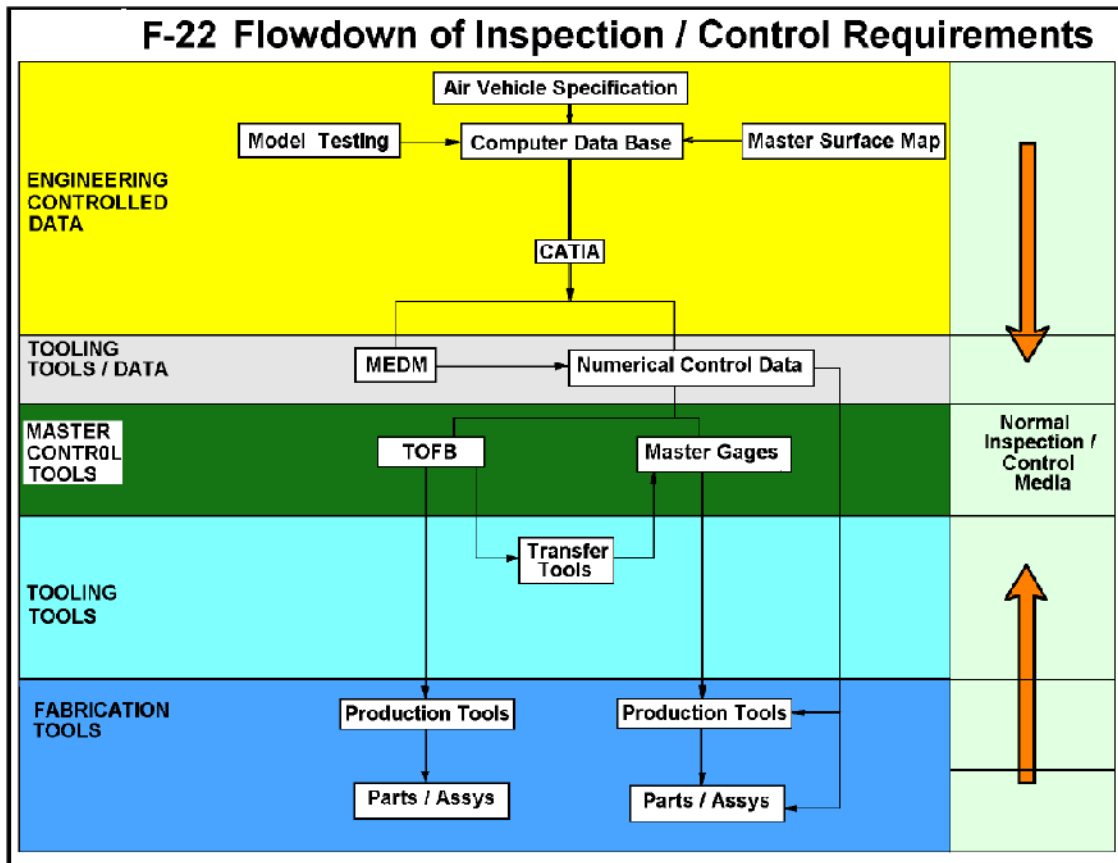 F-22 Flowdown of Inspection / Control Requirements
Air Vehicle Specification
Model Testing
Computer Data Base
Master Surface Map
ENGINEERING
CONTROLLED
DATA
CATIA
TOOLING
TOOLS / DATA
MEDM
Numerical Control Data
MASTER
CONTROL
TOOLS
TOFB
Master Gages
Normal
Inspection /
Control
Media
Transfer
Tools
TOOLING
TOOLS
FABRICATION
TOOLS
Production Tools
Production Tools
Parts / Assys
Parts / Assys